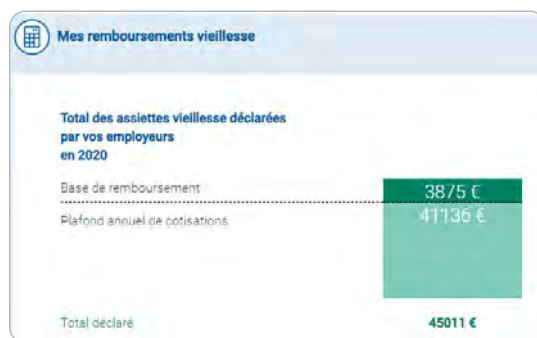 Mes remboursements vieillesse
Total des assiettes vieillesse déclarées
par vos employeurs
en 2020
Base de remboursement 3875 €
Plafond annuel de cotisations 41136 €
Total déclaré 45011 €